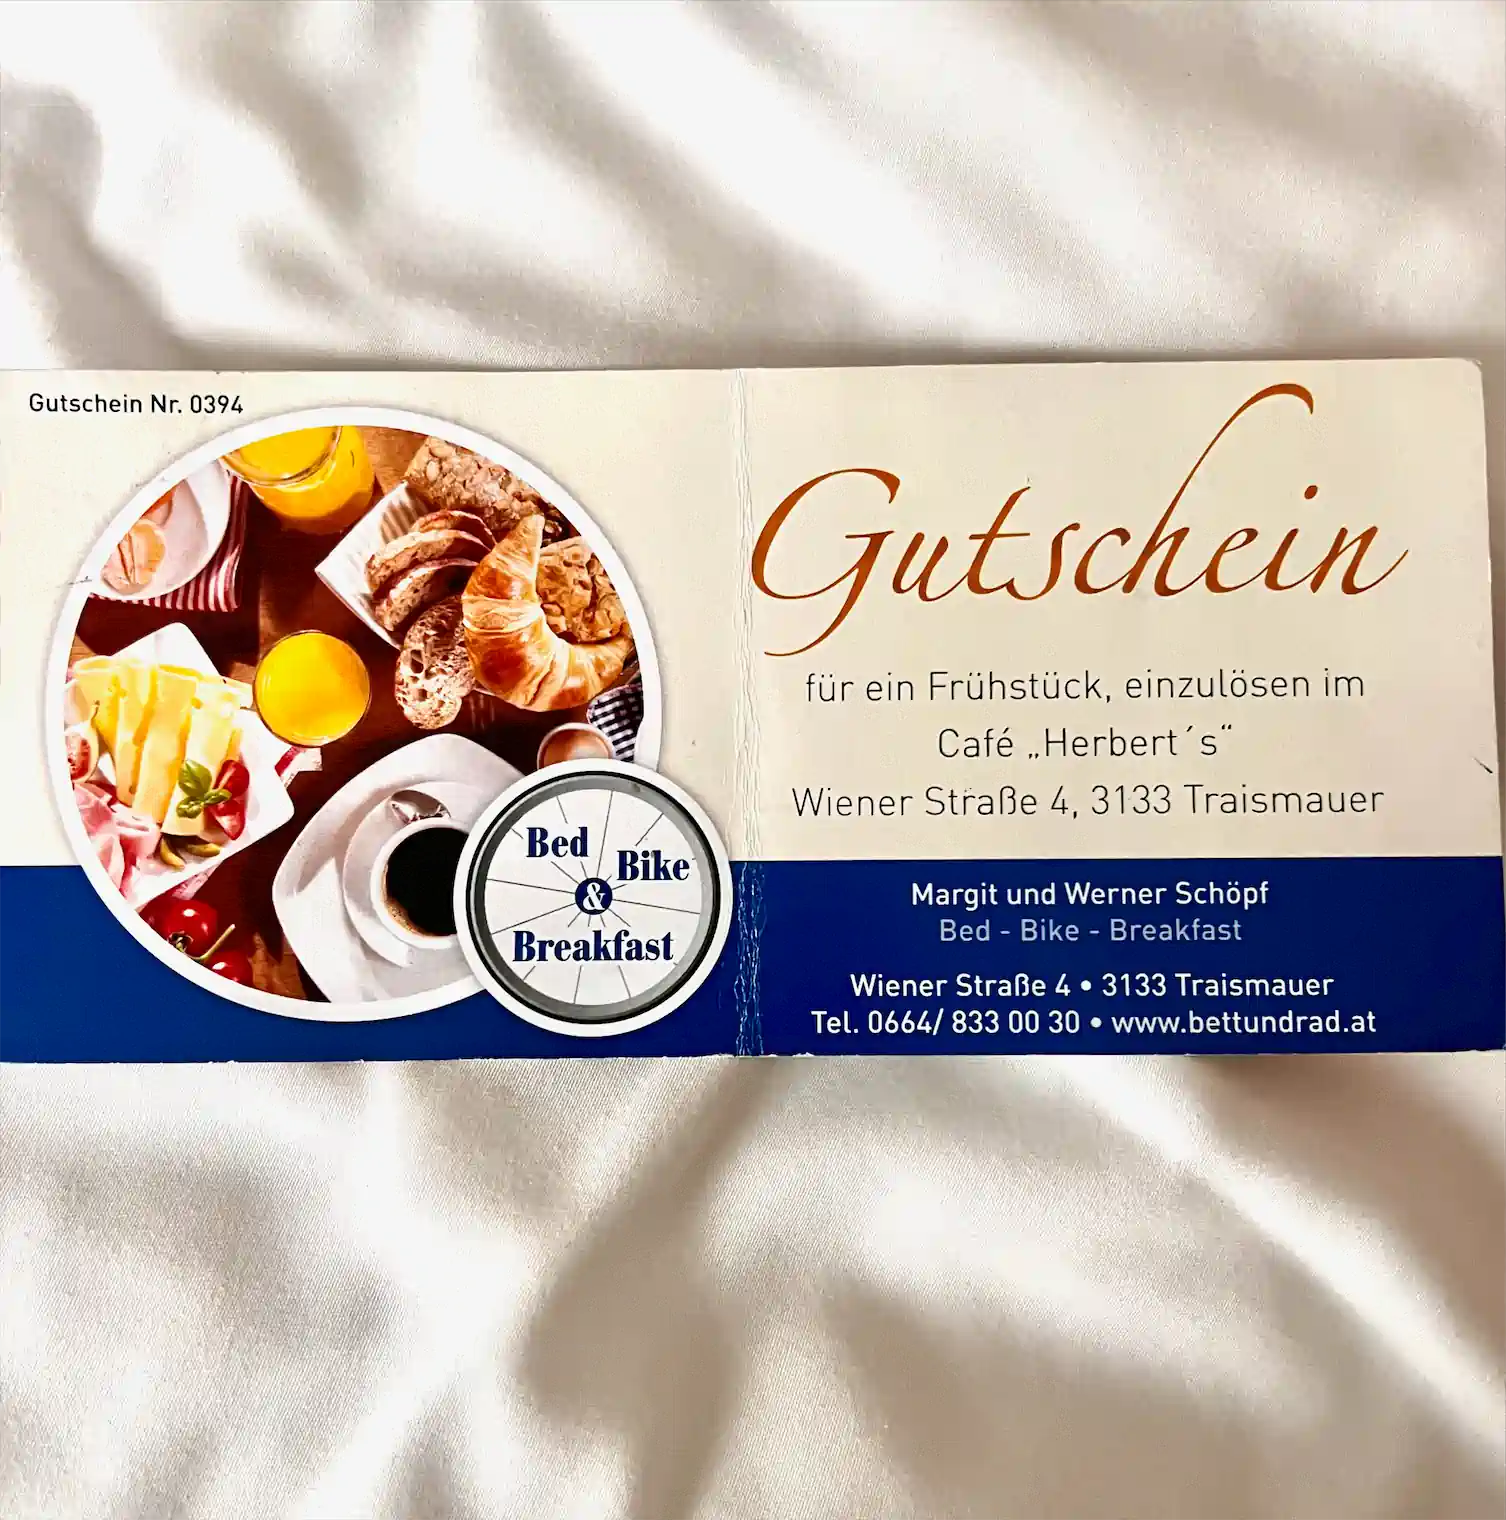 Gutschein Nr. 0394
Bed
Bike
&
Breakfast
Gutschein
für ein Frühstück, einzulösen im
Café „Herbert´s“
Wiener Straße 4, 3133 Traismauer
Margit und Werner Schöpf
Bed - Bike - Breakfast
Wiener Straße 4 • 3133 Traismauer
Tel. 0664/ 833 00 30 • www.bettundrad.at